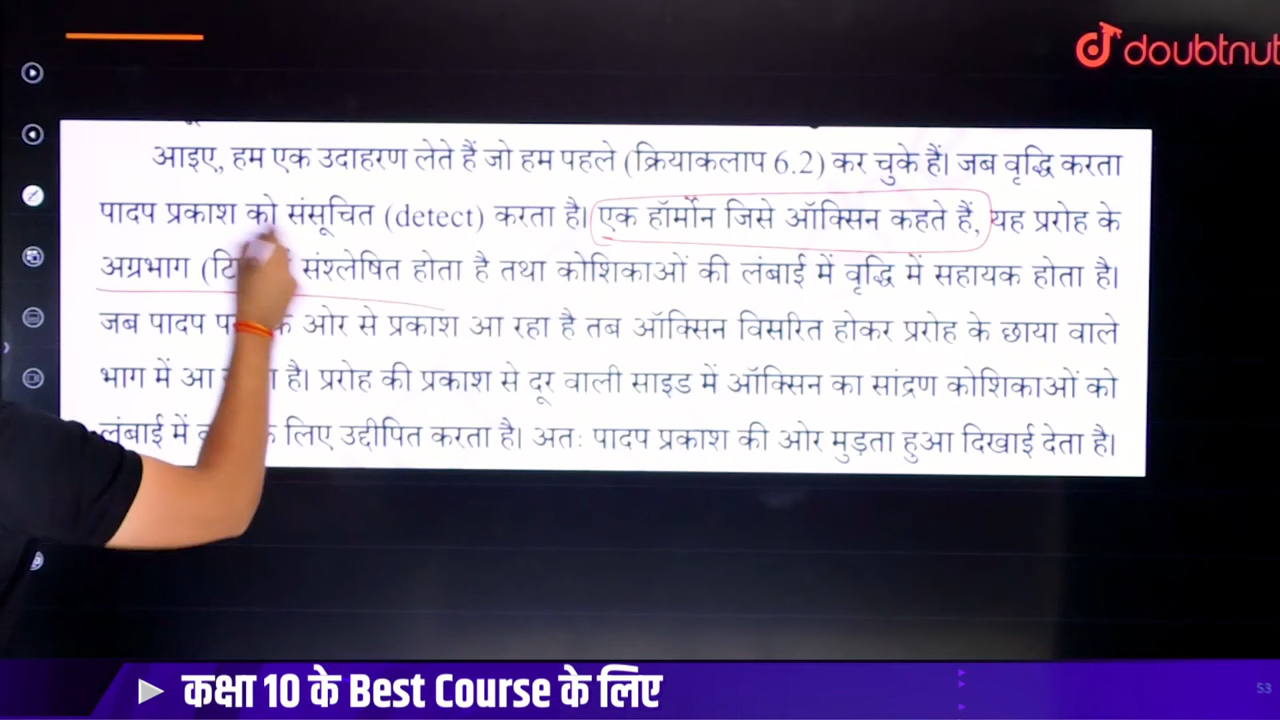 doubtnut
आइए, हम एक उदाहरण लेते हैं जो हम पहले (क्रियाकलाप 6.2) कर चुके हैं। जब वृद्धि करता
पादप प्रकाश को संसूचित (detect) करता है। एक हॉर्मोन जिसे ऑक्सिन कहते हैं, यह प्ररोह के
अग्रभाग संश्लेषित होता है तथा कोशिकाओं की लंबाई में वृद्धि में सहायक होता है।
जब पादप ओर से प्रकाश आ रहा है तब ऑक्सिन विसरित होकर प्ररोह के छाया वाले
भाग में आ है। प्ररोह की प्रकाश से दूर वाली साइड में ऑक्सिन का सांद्रण कोशिकाओं को
लंबाई में लिए उद्दीपित करता है। अतः पादप प्रकाश की ओर मुड़ता हुआ दिखाई देता है।
कक्षा 10 के Best Course के लिए
53